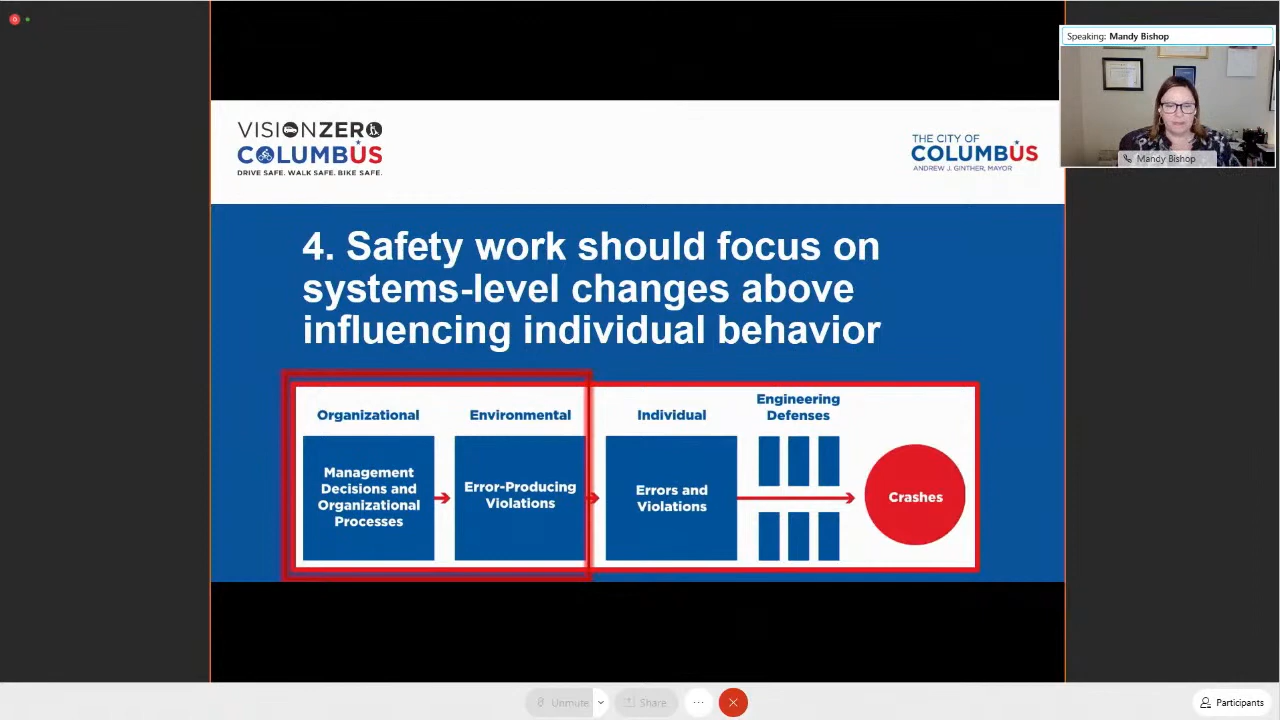 Speaking: Mandy Bishop
Mandy Bishop
VISIONZERO
COLUMBUS
DRIVE SAFE. WALK SAFE. BIKE SAFE.
THE CITY OF
COLUMBUS
ANDREW J. GINTHER, MAYOR
4. Safety work should focus on
systems-level changes above
influencing individual behavior
Organizational
Environmental
Individual
Engineering
Defenses
Management
Decisions and
Organizational
Processes
Error-Producing
Violations
Errors and
Violations
Crashes
Unmute
Share
Participants